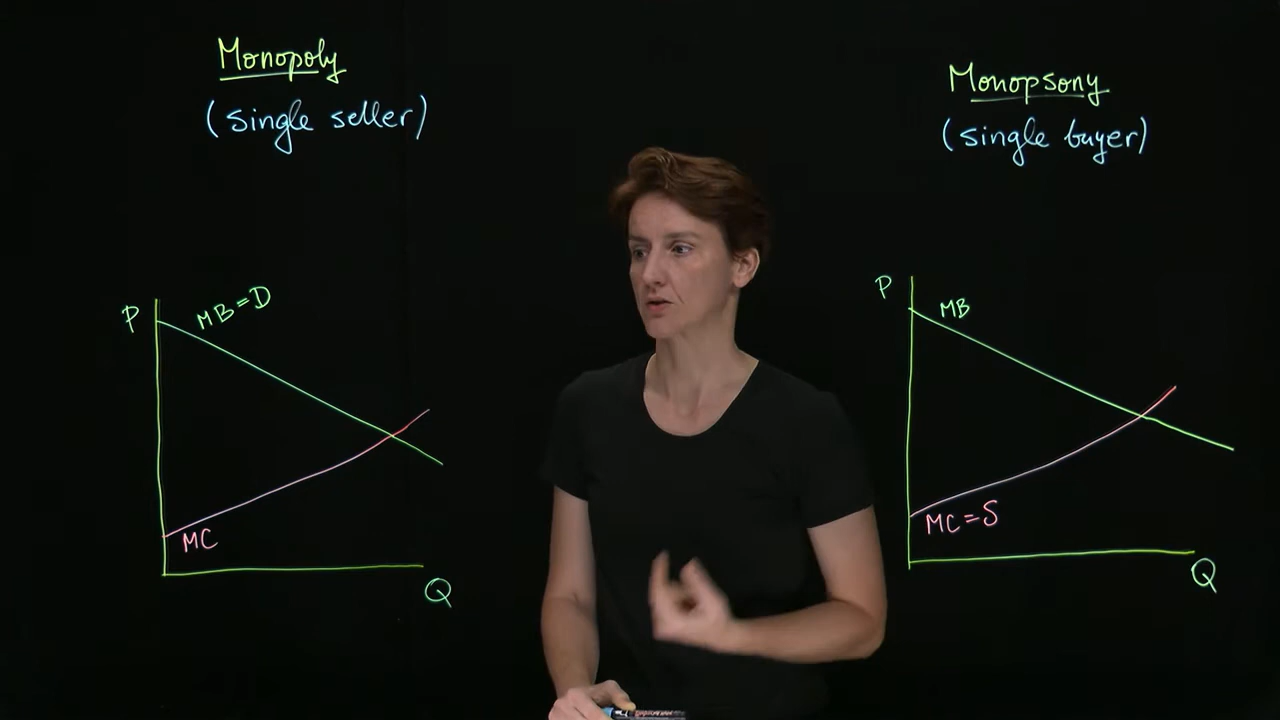 Monopoly
(single seller)
P
MB = D
MC
Q
Monopsony
(single buyer)
P
MB
MC = S
Q